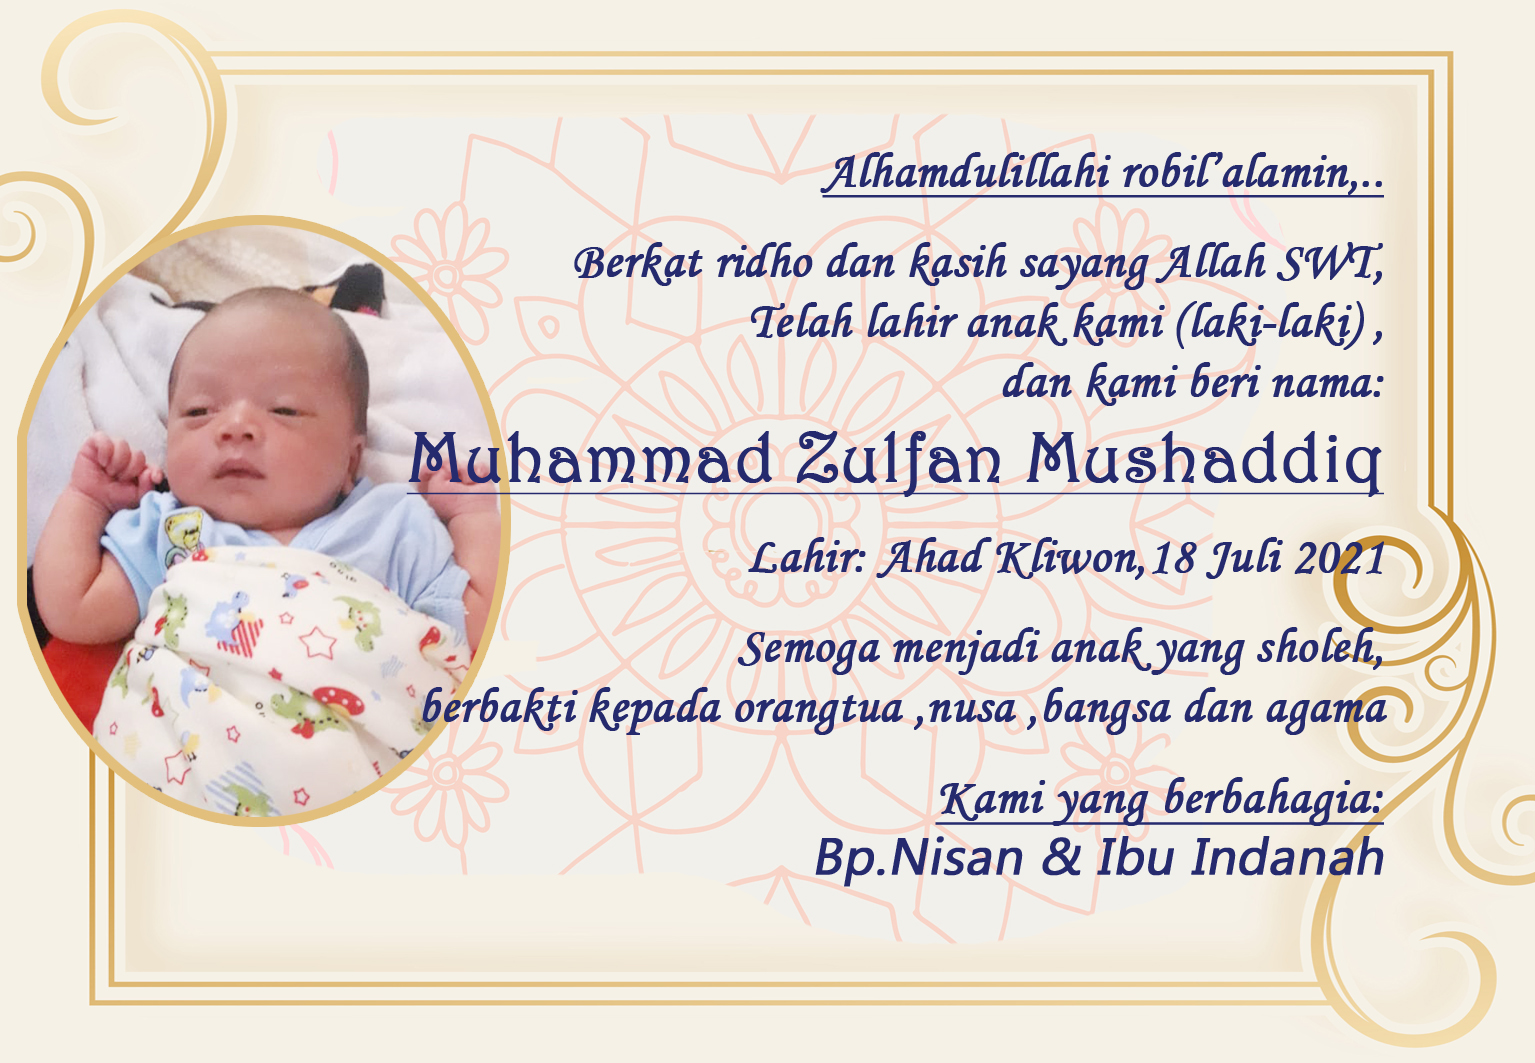 Alhamdulillahi robil'alamin,..
Berkat ridho dan kasih sayang Allah SWT,
Telah lahir anak kami (laki-laki) ,
dan kami beri nama:
Muhammad Zulfan Mushaddiq
Lahir: Ahad Kliwon,18 Juli 2021
Semoga menjadi anak yang sholeh,
berbakti kepada orangtua ,nusa ,bangsa dan agama
Kami yang berbahagia:
Bp.Nisan & Ibu Indanah